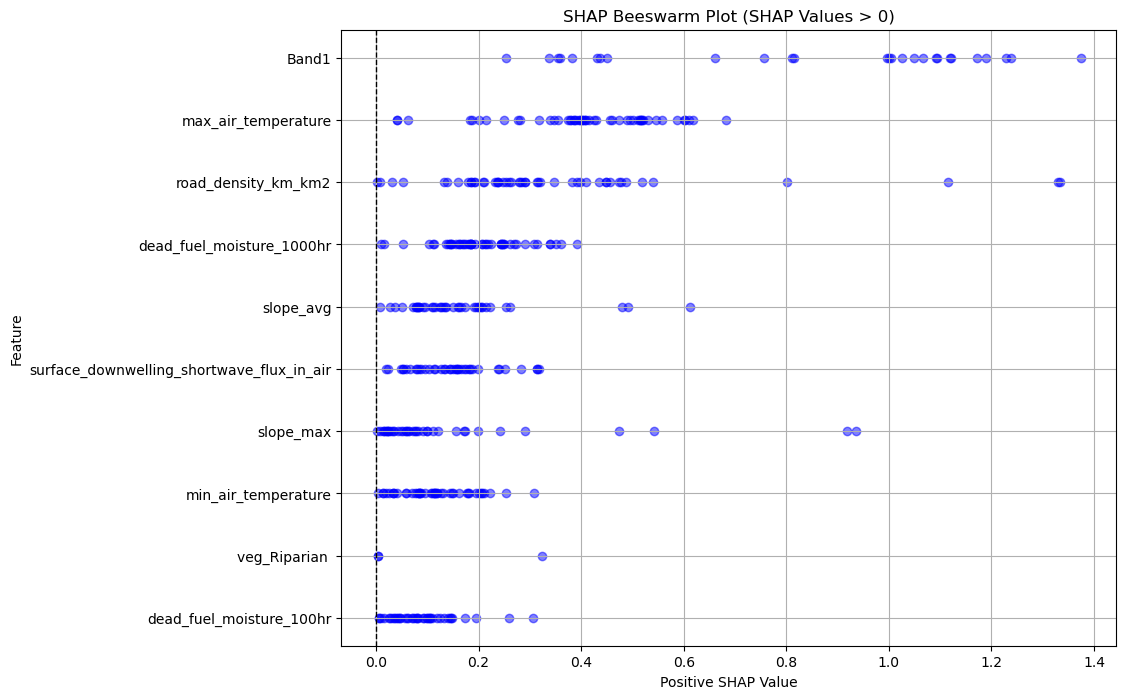 SHAP Beeswarm Plot (SHAP Values > 0)
Feature
Band1
max_air_temperature
road_density_km_km2
dead_fuel_moisture_1000hr
slope_avg
surface_downwelling_shortwave_flux_in_air
slope_max
min_air_temperature
veg_Riparian
dead_fuel_moisture_100hr
0.0 0.2 0.4 0.6 0.8 1.0 1.2 1.4
Positive SHAP Value